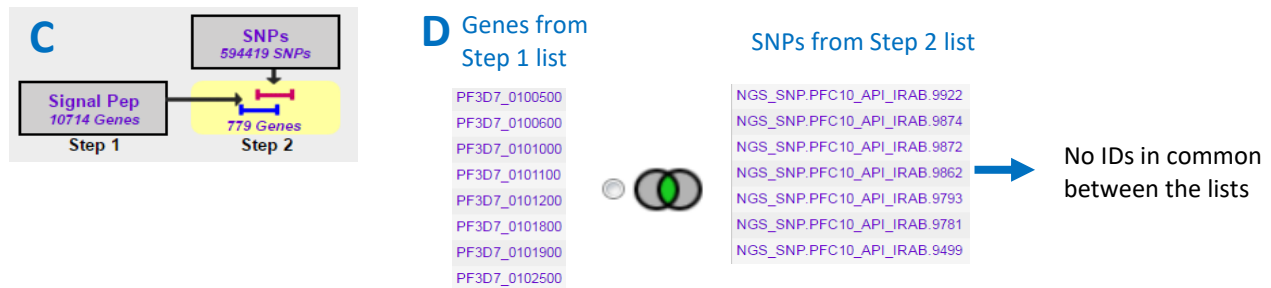 C
SNPs
594419 SNPs
Signal Pep
10714 Genes
779 Genes
Step 1
Step 2
D
Genes from
Step 1 list
PF3D7_0100500
PF3D7_0100600
PF3D7_0101000
PF3D7_0101100
PF3D7_0101200
PF3D7_0101800
PF3D7_0101900
PF3D7_0102500
SNPs from Step 2 list
NGS_SNP.PFC10_API_IRAB.9922
NGS_SNP.PFC10_API_IRAB.9874
NGS_SNP.PFC10_API_IRAB.9872
NGS_SNP.PFC10_API_IRAB.9862
NGS_SNP.PFC10_API_IRAB.9793
NGS_SNP.PFC10_API_IRAB.9781
NGS_SNP.PFC10_API_IRAB.9499
No IDs in common
between the lists